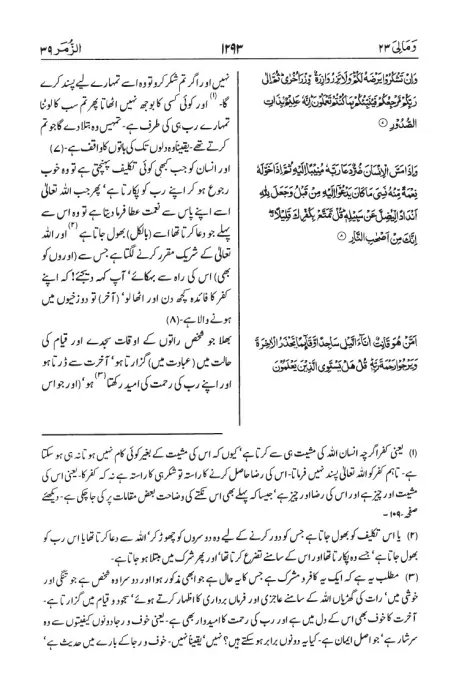 وَمَالِیَ ۲۳ ۱۲۹۳ الزُّمَر ۳۹
وَاِنْ تَشْكُرُوْا يَرْضَهُ لَكُمْ وَلَا تَزِرُ وَازِرَةٌ وِّزْرَ اُخْرٰى ثُمَّ اِلٰى
رَبِّكُمْ مَّرْجِعُكُمْ فَيُنَبِّئُكُمْ بِمَا كُنْتُمْ تَعْمَلُوْنَ اِنَّهٗ عَلِيْمٌۢ بِذَاتِ
الصُّدُوْرِ ۝
وَاِذَا مَسَّ الْاِنْسَانَ ضُرٌّ دَعَا رَبَّهٗ مُنِيْبًا اِلَيْهِ ثُمَّ اِذَا خَوَّلَهٗ
نِعْمَةً مِّنْهُ نَسِيَ مَا كَانَ يَدْعُوْٓا اِلَيْهِ مِنْ قَبْلُ وَجَعَلَ لِلّٰهِ
اَنْدَادًا لِّيُضِلَّ عَنْ سَبِيْلِهٖ قُلْ تَمَتَّعْ بِكُفْرِكَ قَلِيْلًا
اِنَّكَ مِنْ اَصْحٰبِ النَّارِ ۝
اَمَّنْ هُوَ قَانِتٌ اٰنَآءَ الَّيْلِ سَاجِدًا وَّقَآئِمًا يَّحْذَرُ الْاٰخِرَةَ
وَيَرْجُوْا رَحْمَةَ رَبِّهٖ قُلْ هَلْ يَسْتَوِي الَّذِيْنَ يَعْلَمُوْنَ
نہیں اور اگر تم شکر کرو تو وہ اسے تمہارے لیے پسند کرے
گا۔(۱) اور کوئی کسی کا بوجھ نہیں اٹھاتا پھر تم سب کا لوٹنا
تمہارے رب ہی کی طرف ہے۔ تمہیں وہ بتلا دے گا جو تم
کرتے تھے۔ یقیناً وہ دلوں تک کی باتوں کا واقف ہے۔(۷)
اور انسان کو جب کبھی کوئی تکلیف پہنچتی ہے تو وہ خوب
رجوع ہو کر اپنے رب کو پکارتا ہے، پھر جب اللہ تعالیٰ
اسے اپنے پاس سے نعمت عطا فرما دیتا ہے تو وہ اس سے
پہلے جو دعا کرتا تھا اسے (بالکل) بھول جاتا ہے(۲) اور اللہ
تعالیٰ کے شریک مقرر کرنے لگتا ہے جس سے (اوروں کو
بھی) اس کی راہ سے بہکائے، آپ کہہ دیجئے! کہ اپنے
کفر کا فائدہ کچھ دن اور اٹھا لو، (آخر) تو دوزخیوں میں
ہونے والا ہے۔(۸)
بھلا جو شخص راتوں کے اوقات سجدے اور قیام کی
حالت میں (عبادت میں) گزارتا ہو، آخرت سے ڈرتا ہو
اور اپنے رب کی رحمت کی امید رکھتا(۳) ہو، (اور جو اس
(۱) یعنی کفر اگرچہ انسان اللہ کی مشیت ہی سے کرتا ہے، کیوں کہ اس کی مشیت کے بغیر کوئی کام نہیں ہوتا نہ ہی ہو سکتا
ہے۔ تاہم کفر کو اللہ تعالیٰ پسند نہیں فرماتا۔ اس کی رضا حاصل کرنے کا راستہ تو شکر ہی کا راستہ ہے نہ کہ کفر کا۔ یعنی اس کی
مشیت اور چیز ہے اور اس کی رضا اور چیز ہے، جیسا کہ پہلے بھی اس نکتے کی وضاحت بعض مقامات پر کی جا چکی ہے۔ دیکھئے
صفحہ۔۱۰۹۔
(۲) یا اس تکلیف کو بھول جاتا ہے جس کو دور کرنے کے لیے وہ دوسروں کو چھوڑ کر، اللہ سے دعا کرتا تھا یا اس رب کو
بھول جاتا ہے، جسے وہ پکارتا تھا اور اس کے سامنے تضرع کرتا تھا، اور پھر شرک میں مبتلا ہو جاتا ہے۔
(۳) مطلب یہ ہے کہ ایک یہ کافر و مشرک ہے جس کا یہ حال ہے جو ابھی مذکور ہوا اور دوسرا وہ شخص ہے جو تنگی اور
خوشی میں، رات کی گھڑیاں اللہ کے سامنے عاجزی اور فرماں برداری کا اظہار کرتے ہوئے، سجود و قیام میں گزارتا ہے۔
آخرت کا خوف بھی اس کے دل میں ہے اور رب کی رحمت کا امیدوار بھی ہے۔ یعنی خوف و رجا دونوں کیفیتوں سے وہ
سرشار ہے، جو اصل ایمان ہے۔ کیا یہ دونوں برابر ہو سکتے ہیں؟ نہیں، یقیناً نہیں۔ خوف و رجا کے بارے میں حدیث ہے،